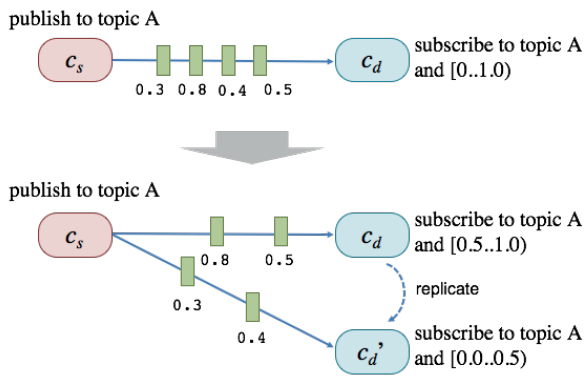 publish to topic A
c_s
c_d
subscribe to topic A
and [0..1.0)
0.3 0.8 0.4 0.5
publish to topic A
c_s
c_d
subscribe to topic A
and [0.5..1.0)
0.8 0.5
replicate
0.3
0.4
c_d'
subscribe to topic A
and [0.0..0.5)